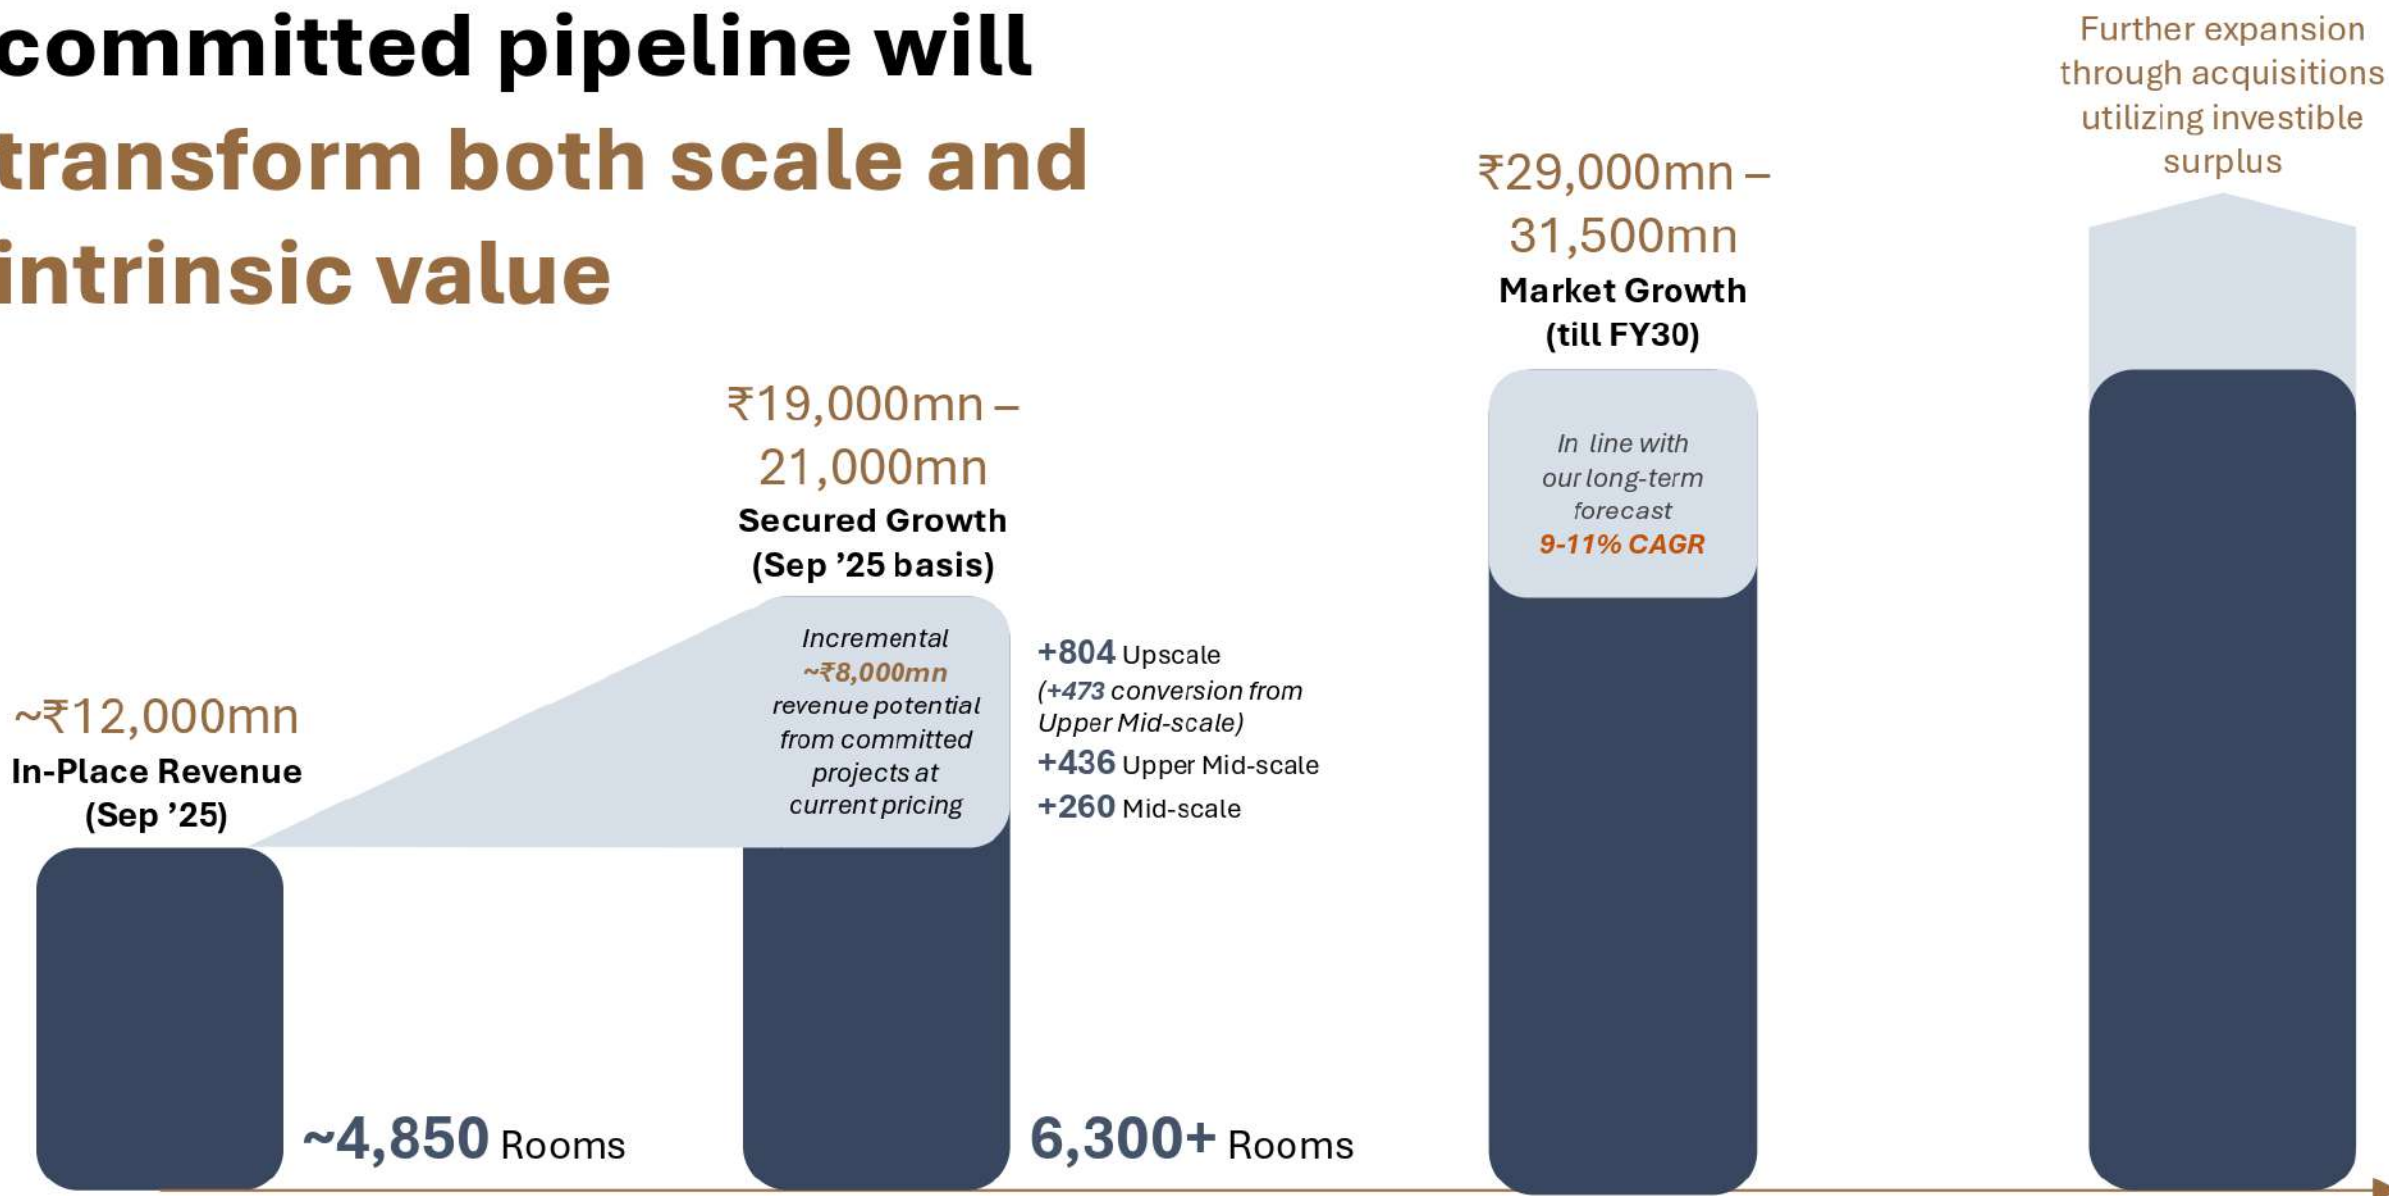 committed pipeline will
transform both scale and
intrinsic value
~₹12,000mn
In-Place Revenue
(Sep ’25)
~4,850 Rooms
₹19,000mn –
21,000mn
Secured Growth
(Sep ’25 basis)
Incremental
~₹8,000mn
revenue potential
from committed
projects at
current pricing
+804 Upscale
(+473 conversion from
Upper Mid-scale)
+436 Upper Mid-scale
+260 Mid-scale
6,300+ Rooms
₹29,000mn –
31,500mn
Market Growth
(till FY30)
In line with
our long-term
forecast
9-11% CAGR
Further expansion
through acquisitions
utilizing investible
surplus